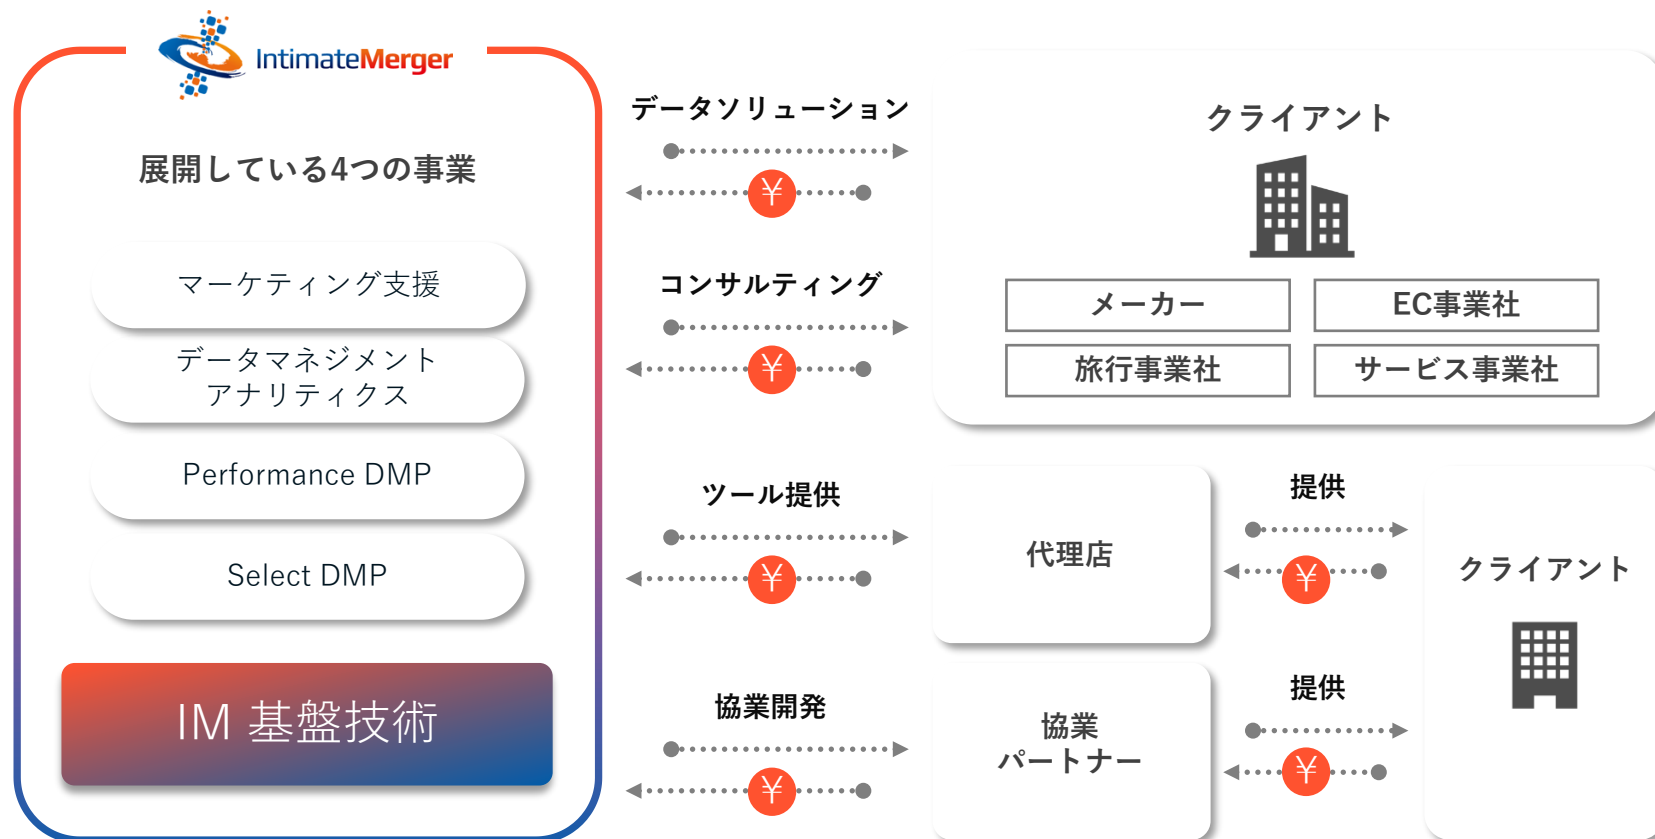 IntimateMerger
展開している4つの事業
マーケティング支援
データマネジメント
アナリティクス
Performance DMP
Select DMP
IM 基盤技術
データソリューション
¥
コンサルティング
¥
ツール提供
¥
協業開発
¥
クライアント
メーカー
EC事業社
旅行事業社
サービス事業社
代理店
提供
¥
協業
パートナー
提供
¥
クライアント